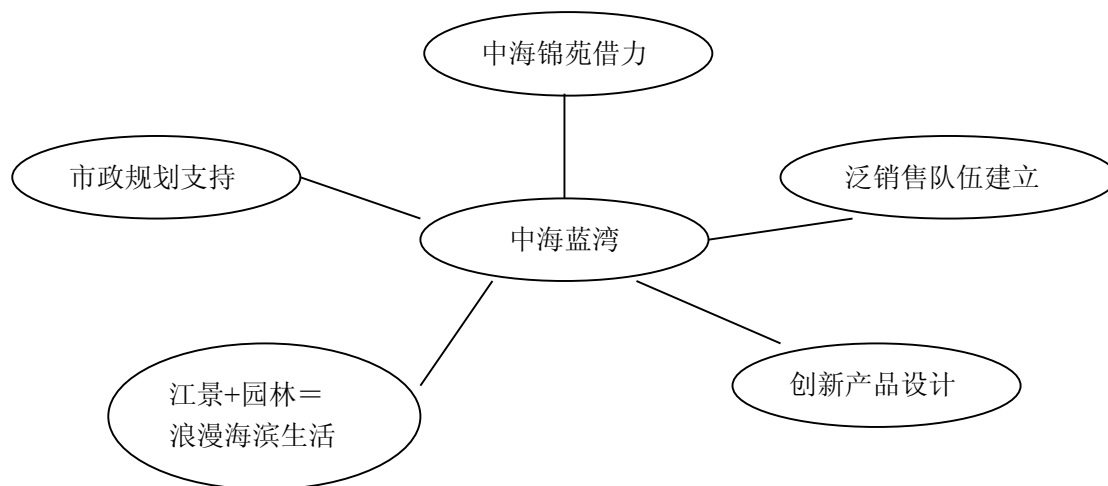 中海锦苑借力
市政规划支持
泛销售队伍建立
中海蓝湾
江景+园林＝
浪漫海滨生活
创新产品设计